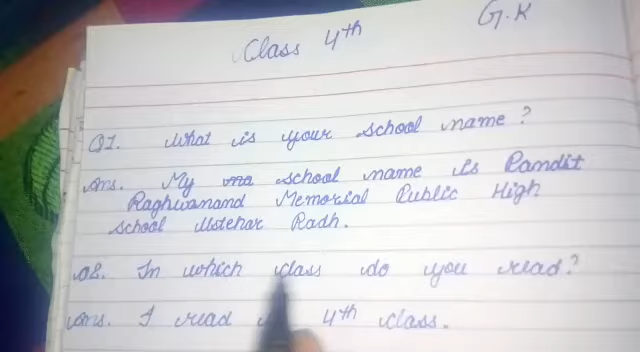 Class 4th
G.K
Q1. What is your school name?
Ans. My school name is Pandit
Raghwanand Memorial Public High
School Radh.
Q2. In which class do you read?
Ans. I read 4th class.